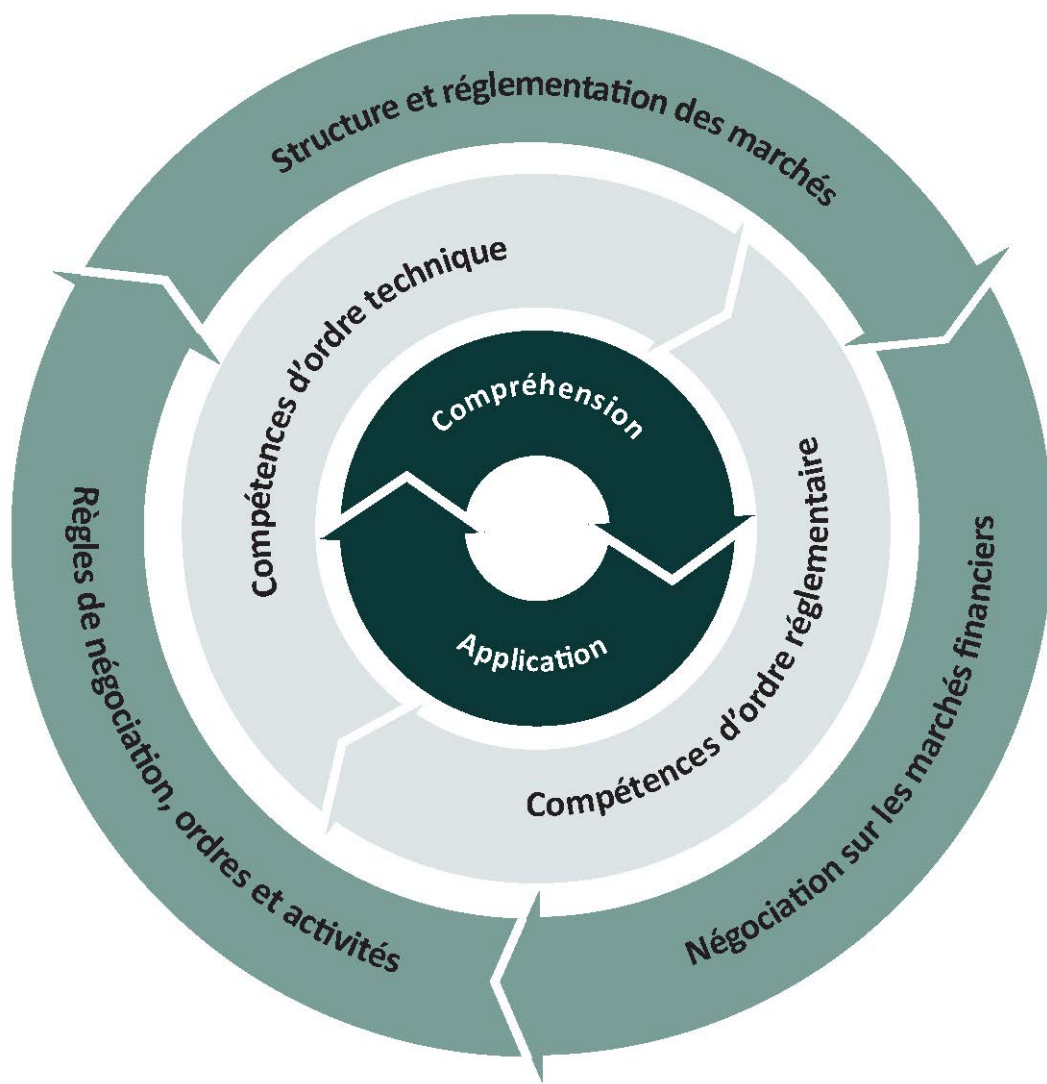 Structure et réglementation des marchés
Négociation sur les marchés financiers
Règles de négociation, ordres et activités
Compétences d'ordre technique
Compétences d'ordre réglementaire
Compréhension
Application